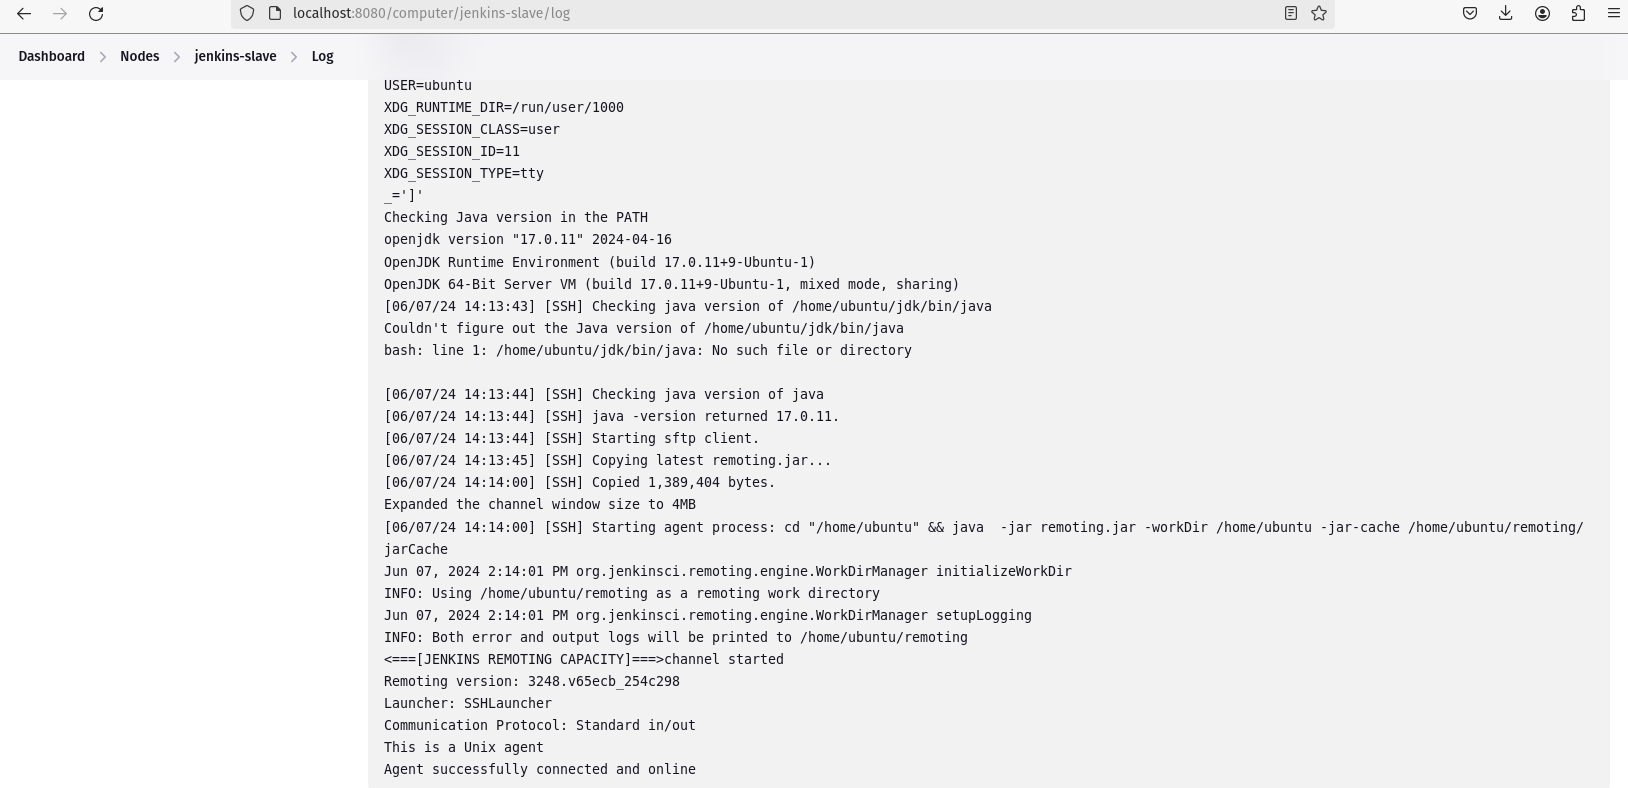 localhost:8080/computer/jenkins-slave/log
Dashboard > Nodes > jenkins-slave > Log
USER=ubuntu
XDG_RUNTIME_DIR=/run/user/1000
XDG_SESSION_CLASS=user
XDG_SESSION_ID=11
XDG_SESSION_TYPE=tty
_=']'
Checking Java version in the PATH
openjdk version "17.0.11" 2024-04-16
OpenJDK Runtime Environment (build 17.0.11+9-Ubuntu-1)
OpenJDK 64-Bit Server VM (build 17.0.11+9-Ubuntu-1, mixed mode, sharing)
[06/07/24 14:13:43] [SSH] Checking java version of /home/ubuntu/jdk/bin/java
Couldn't figure out the Java version of /home/ubuntu/jdk/bin/java
bash: line 1: /home/ubuntu/jdk/bin/java: No such file or directory
[06/07/24 14:13:44] [SSH] Checking java version of java
[06/07/24 14:13:44] [SSH] java -version returned 17.0.11.
[06/07/24 14:13:44] [SSH] Starting sftp client.
[06/07/24 14:13:45] [SSH] Copying latest remoting.jar...
[06/07/24 14:14:00] [SSH] Copied 1,389,404 bytes.
Expanded the channel window size to 4MB
[06/07/24 14:14:00] [SSH] Starting agent process: cd "/home/ubuntu" && java  -jar remoting.jar -workDir /home/ubuntu -jar-cache /home/ubuntu/remoting/
jarCache
Jun 07, 2024 2:14:01 PM org.jenkinsci.remoting.engine.WorkDirManager initializeWorkDir
INFO: Using /home/ubuntu/remoting as a remoting work directory
Jun 07, 2024 2:14:01 PM org.jenkinsci.remoting.engine.WorkDirManager setupLogging
INFO: Both error and output logs will be printed to /home/ubuntu/remoting
<===[JENKINS REMOTING CAPACITY]===>channel started
Remoting version: 3248.v65ecb_254c298
Launcher: SSHLauncher
Communication Protocol: Standard in/out
This is a Unix agent
Agent successfully connected and online